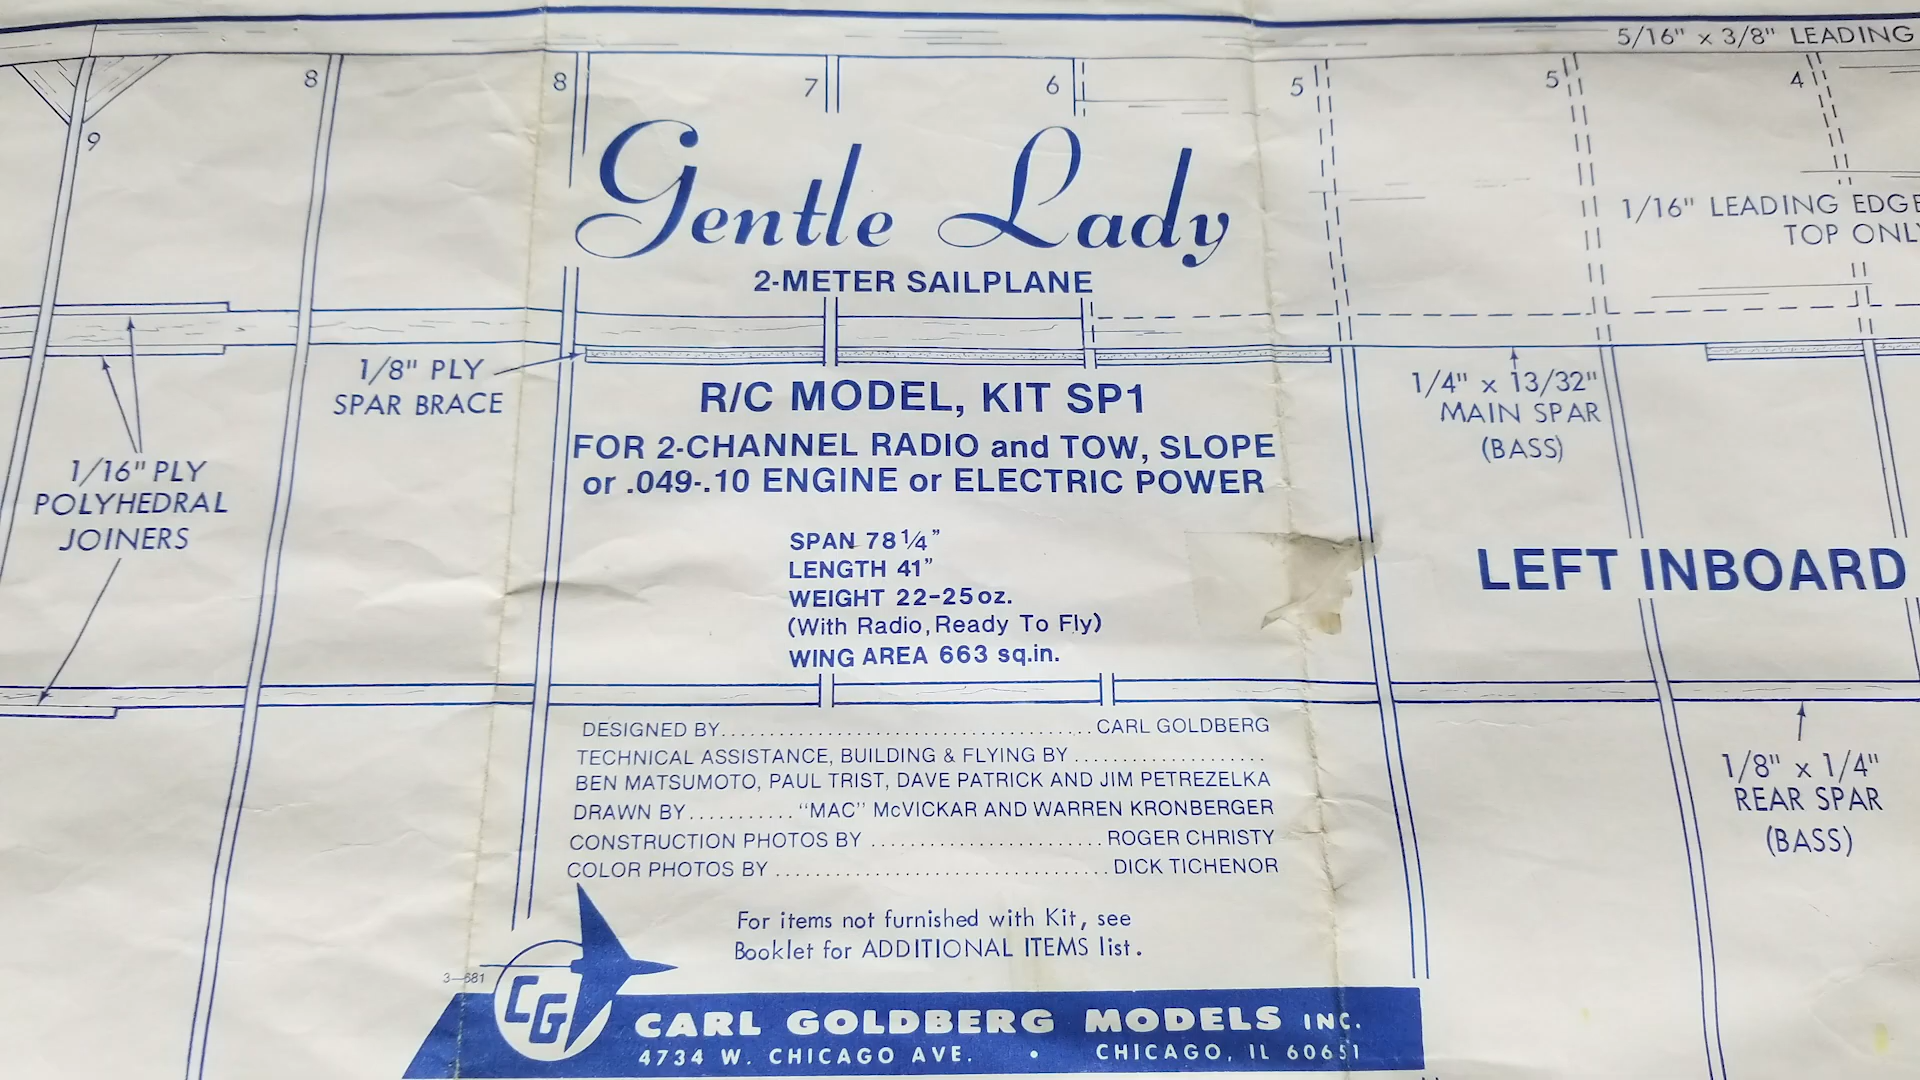 5/16" x 3/8" LEADING
8
8
7
6
5
5
4
9
Gentle Lady
2-METER SAILPLANE
1/16" LEADING EDGE
TOP ONLY
1/8" PLY
SPAR BRACE
1/16" PLY
POLYHEDRAL
JOINERS
R/C MODEL, KIT SP1
FOR 2-CHANNEL RADIO and TOW, SLOPE
or .049-.10 ENGINE or ELECTRIC POWER
1/4" x 13/32"
MAIN SPAR
(BASS)
SPAN 78 1/4"
LENGTH 41"
WEIGHT 22-25 oz.
(With Radio, Ready To Fly)
WING AREA 663 sq.in.
LEFT INBOARD
DESIGNED BY.....................................CARL GOLDBERG
TECHNICAL ASSISTANCE, BUILDING & FLYING BY ....................
BEN MATSUMOTO, PAUL TRIST, DAVE PATRICK AND JIM PETREZELKA
DRAWN BY........... "MAC" McVICKAR AND WARREN KRONBERGER
CONSTRUCTION PHOTOS BY ........................ROGER CHRISTY
COLOR PHOTOS BY ..................................DICK TICHENOR
1/8" x 1/4"
REAR SPAR
(BASS)
For items not furnished with Kit, see
Booklet for ADDITIONAL ITEMS list.
3-681
CG
CARL GOLDBERG MODELS INC.
4734 W. CHICAGO AVE. • CHICAGO, IL 60651